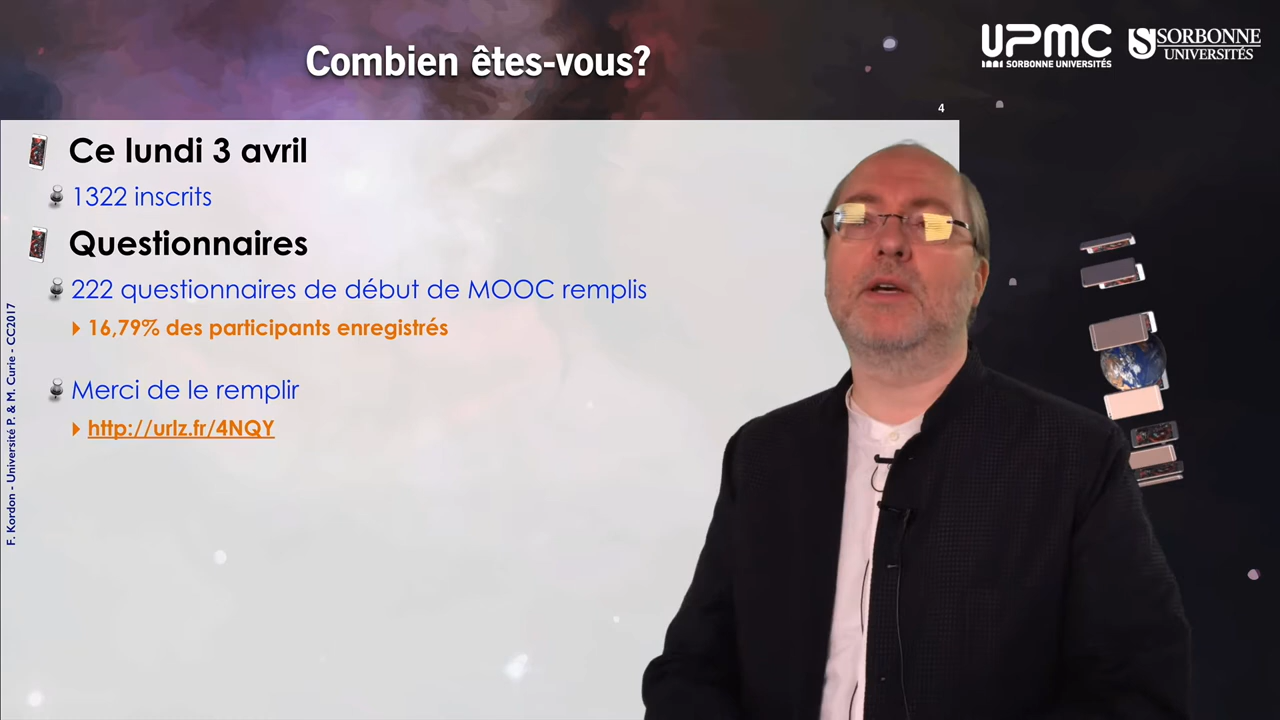 Combien êtes-vous?
UPMC
SORBONNE UNIVERSITÉS
SORBONNE
UNIVERSITÉS
4
Ce lundi 3 avril
1322 inscrits
Questionnaires
222 questionnaires de début de MOOC remplis
16,79% des participants enregistrés
Merci de le remplir
http://urlz.fr/4NQY
F. Kordon - Université P. & M. Curie - CC2017